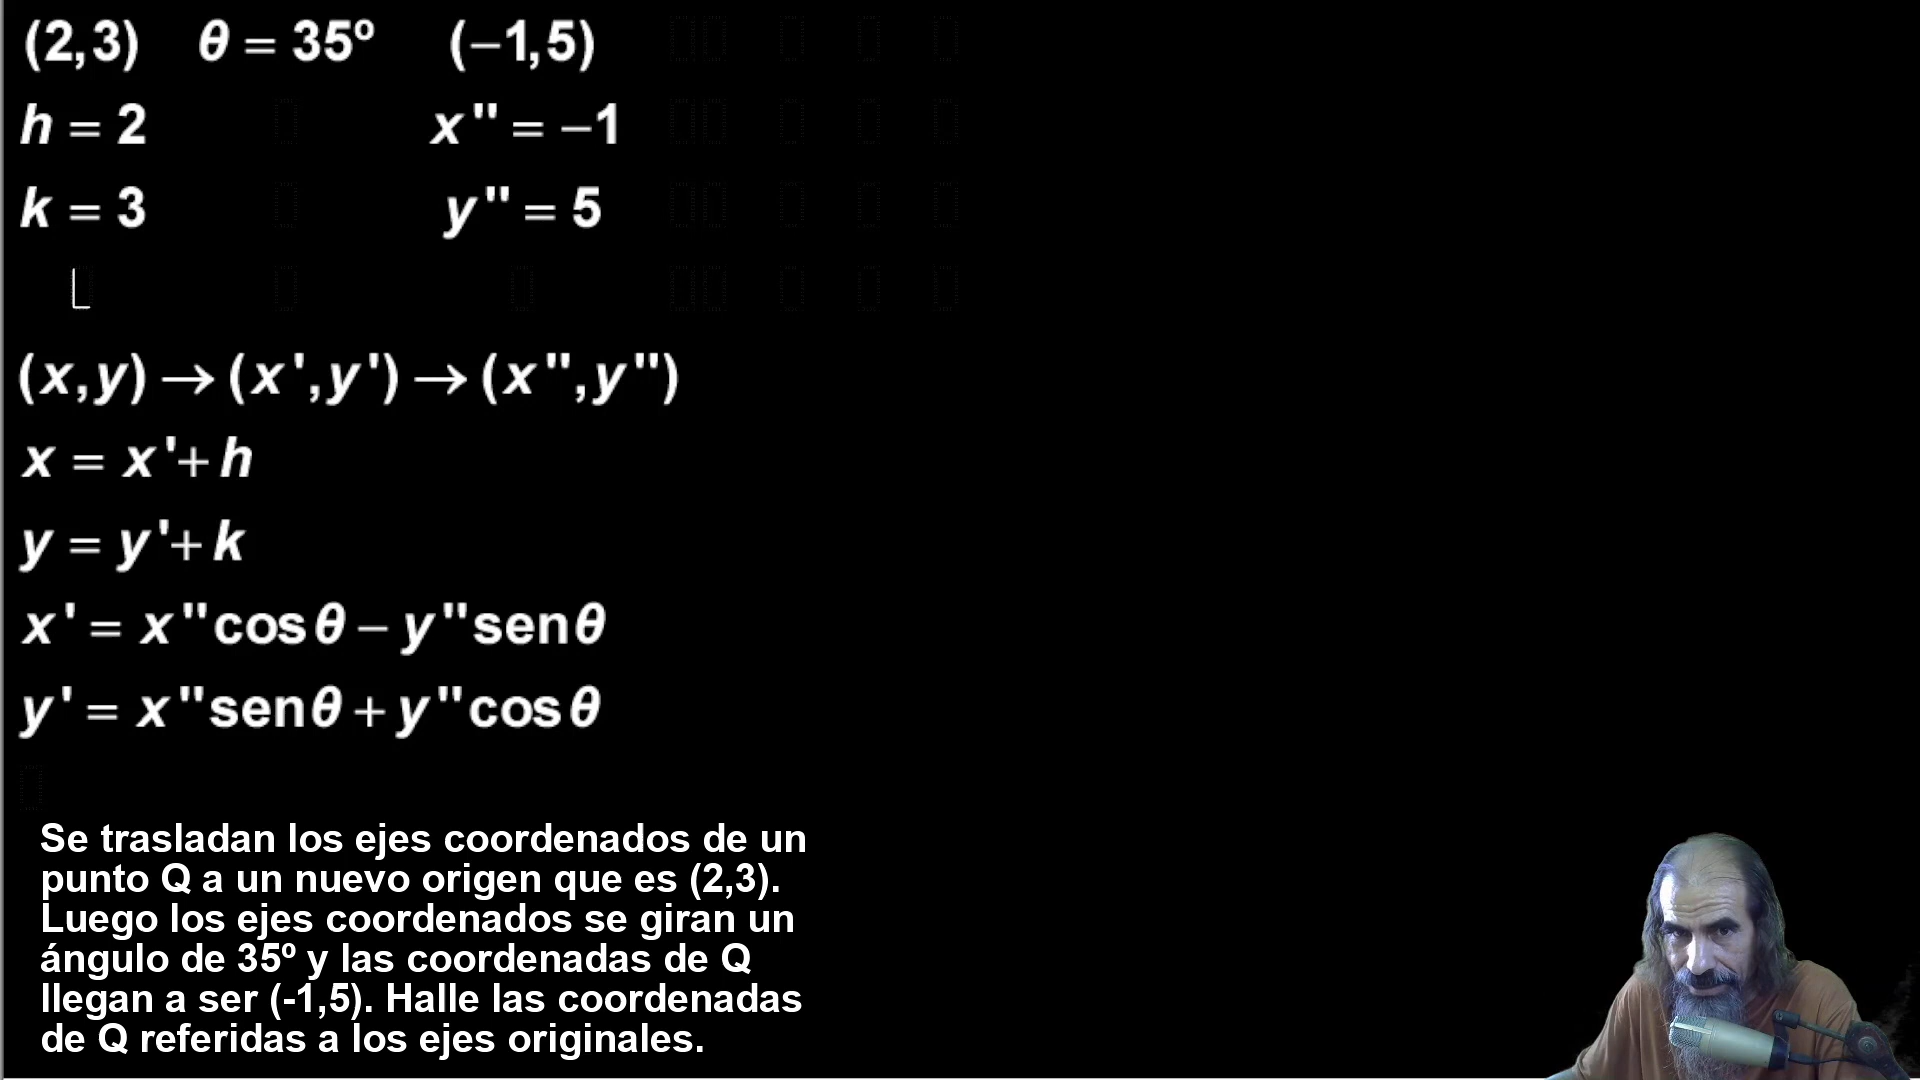 (2,3) θ = 35º (−1,5)
h = 2 x" = −1
k = 3 y" = 5
(x,y) → (x',y') → (x",y")
x = x'+ h
y = y'+ k
x' = x"cosθ − y"senθ
y' = x"senθ + y"cosθ
Se trasladan los ejes coordenados de un
punto Q a un nuevo origen que es (2,3).
Luego los ejes coordenados se giran un
ángulo de 35º y las coordenadas de Q
llegan a ser (-1,5). Halle las coordenadas
de Q referidas a los ejes originales.